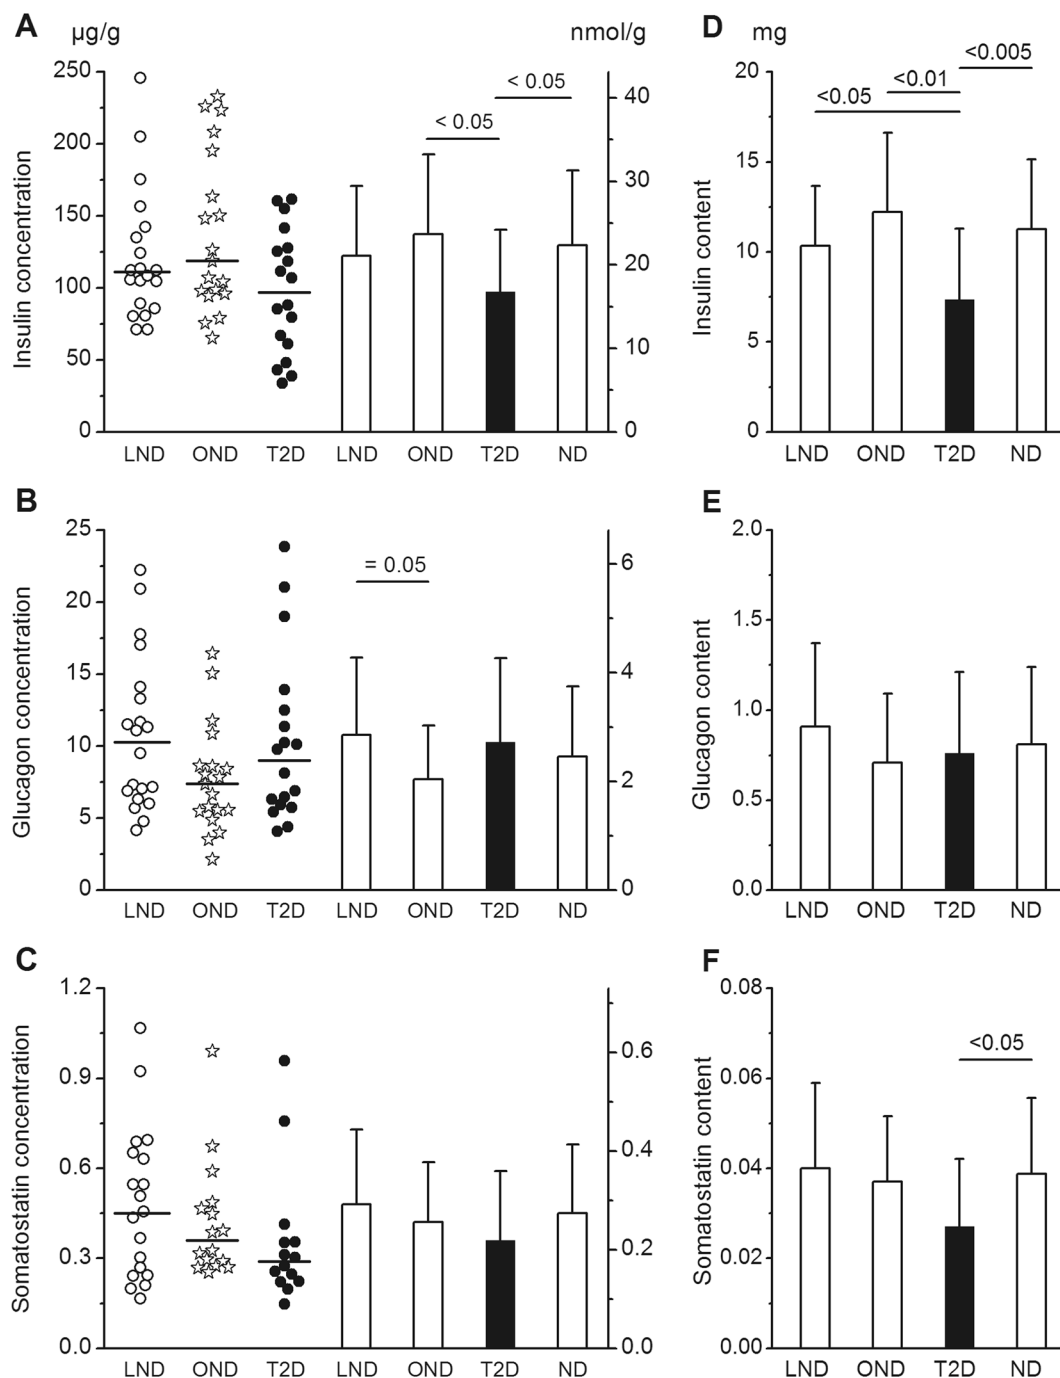 A µg/g nmol/g
Insulin concentration
250
200
150
100
50
0
< 0.05
< 0.05
40
30
20
10
0
LND OND T2D LND OND T2D ND
D mg
Insulin content
20
15
10
5
0
<0.05
<0.01
<0.005
LND OND T2D ND
B
Glucagon concentration
25
20
15
10
5
0
= 0.05
6
4
2
0
LND OND T2D LND OND T2D ND
E
Glucagon content
2.0
1.5
1.0
0.5
0.0
LND OND T2D ND
C
Somatostatin concentration
1.2
0.9
0.6
0.3
0.0
0.6
0.4
0.2
0.0
LND OND T2D LND OND T2D ND
F
Somatostatin content
0.08
0.06
0.04
0.02
0.00
<0.05
LND OND T2D ND